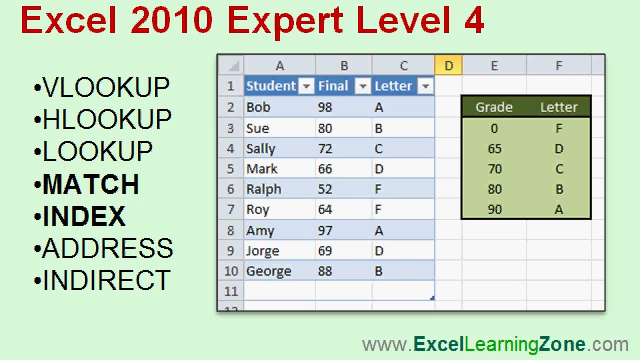 Excel 2010 Expert Level 4
•VLOOKUP
•HLOOKUP
•LOOKUP
•MATCH
•INDEX
•ADDRESS
•INDIRECT
A B C D E F
1 Student Final Letter
2 Bob 98 A Grade Letter
3 Sue 80 B 0 F
4 Sally 72 C 65 D
5 Mark 66 D 70 C
6 Ralph 52 F 80 B
7 Roy 64 F 90 A
8 Amy 97 A
9 Jorge 69 D
10 George 88 B
11
www.ExcelLearningZone.com